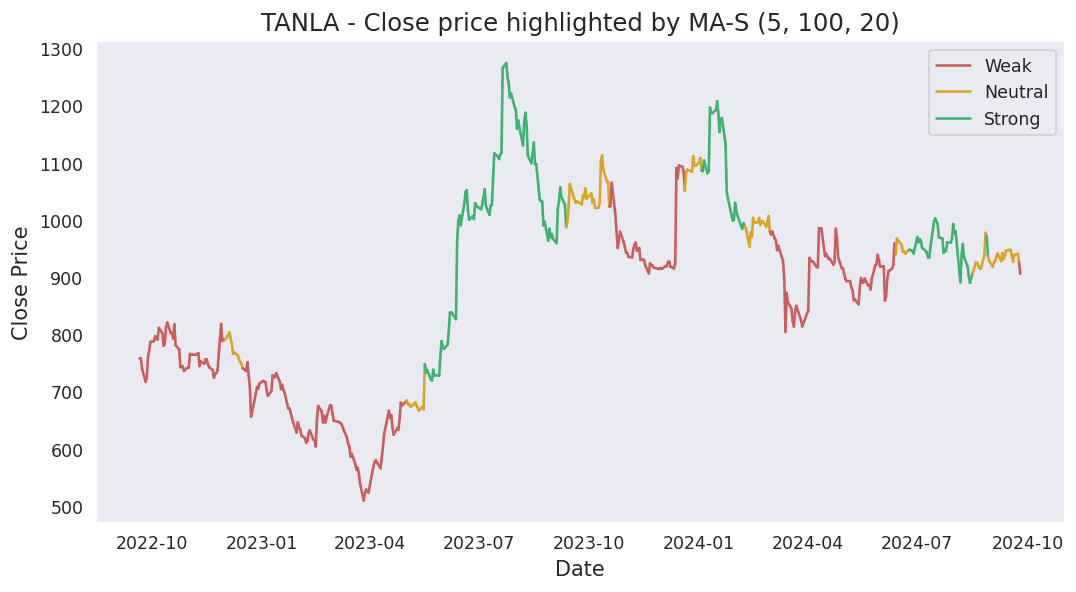 TANLA - Close price highlighted by MA-S (5, 100, 20)
Weak
Neutral
Strong
Close Price
1300
1200
1100
1000
900
800
700
600
500
2022-10 2023-01 2023-04 2023-07 2023-10 2024-01 2024-04 2024-07 2024-10
Date